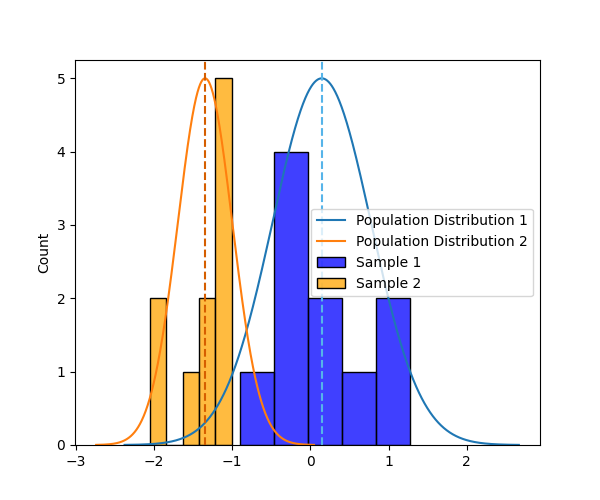 5
4
3
2
1
0
Count
−3
−2
−1
0
1
2
Population Distribution 1
Population Distribution 2
Sample 1
Sample 2